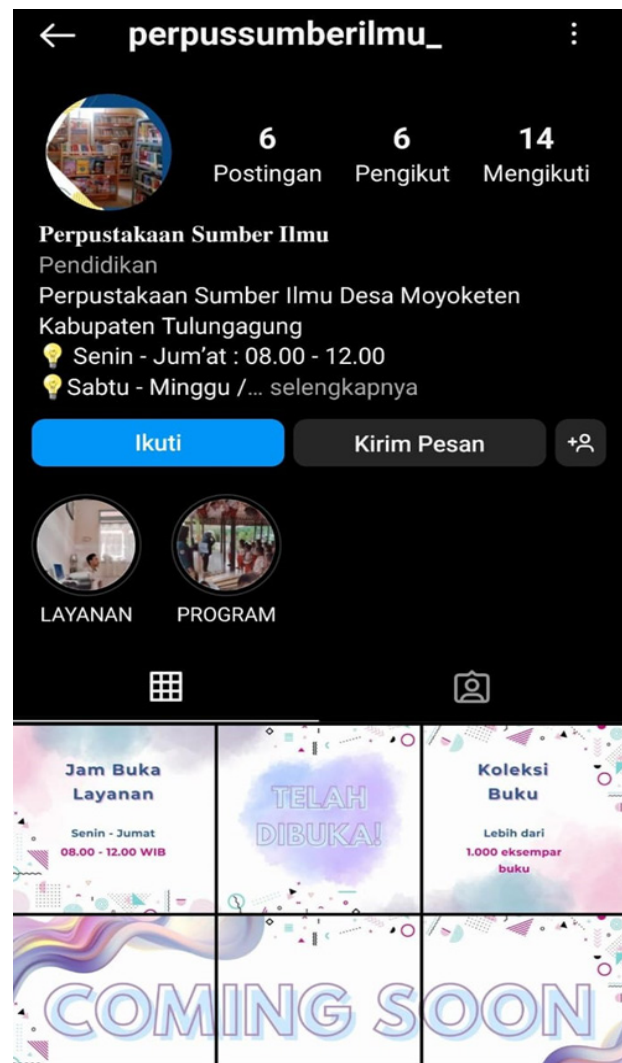 perpussumberilmu_
6 6 14
Postingan Pengikut Mengikuti
Perpustakaan Sumber Ilmu
Pendidikan
Perpustakaan Sumber Ilmu Desa Moyoketen
Kabupaten Tulungagung
💡 Senin - Jum'at : 08.00 - 12.00
💡Sabtu - Minggu /... selengkapnya
Ikuti Kirim Pesan
LAYANAN PROGRAM
Jam Buka
Layanan
Senin - Jumat
08.00 - 12.00 WIB
TELAH
DIBUKA!
Koleksi
Buku
Lebih dari
1.000 eksempar
buku
COMING SOON